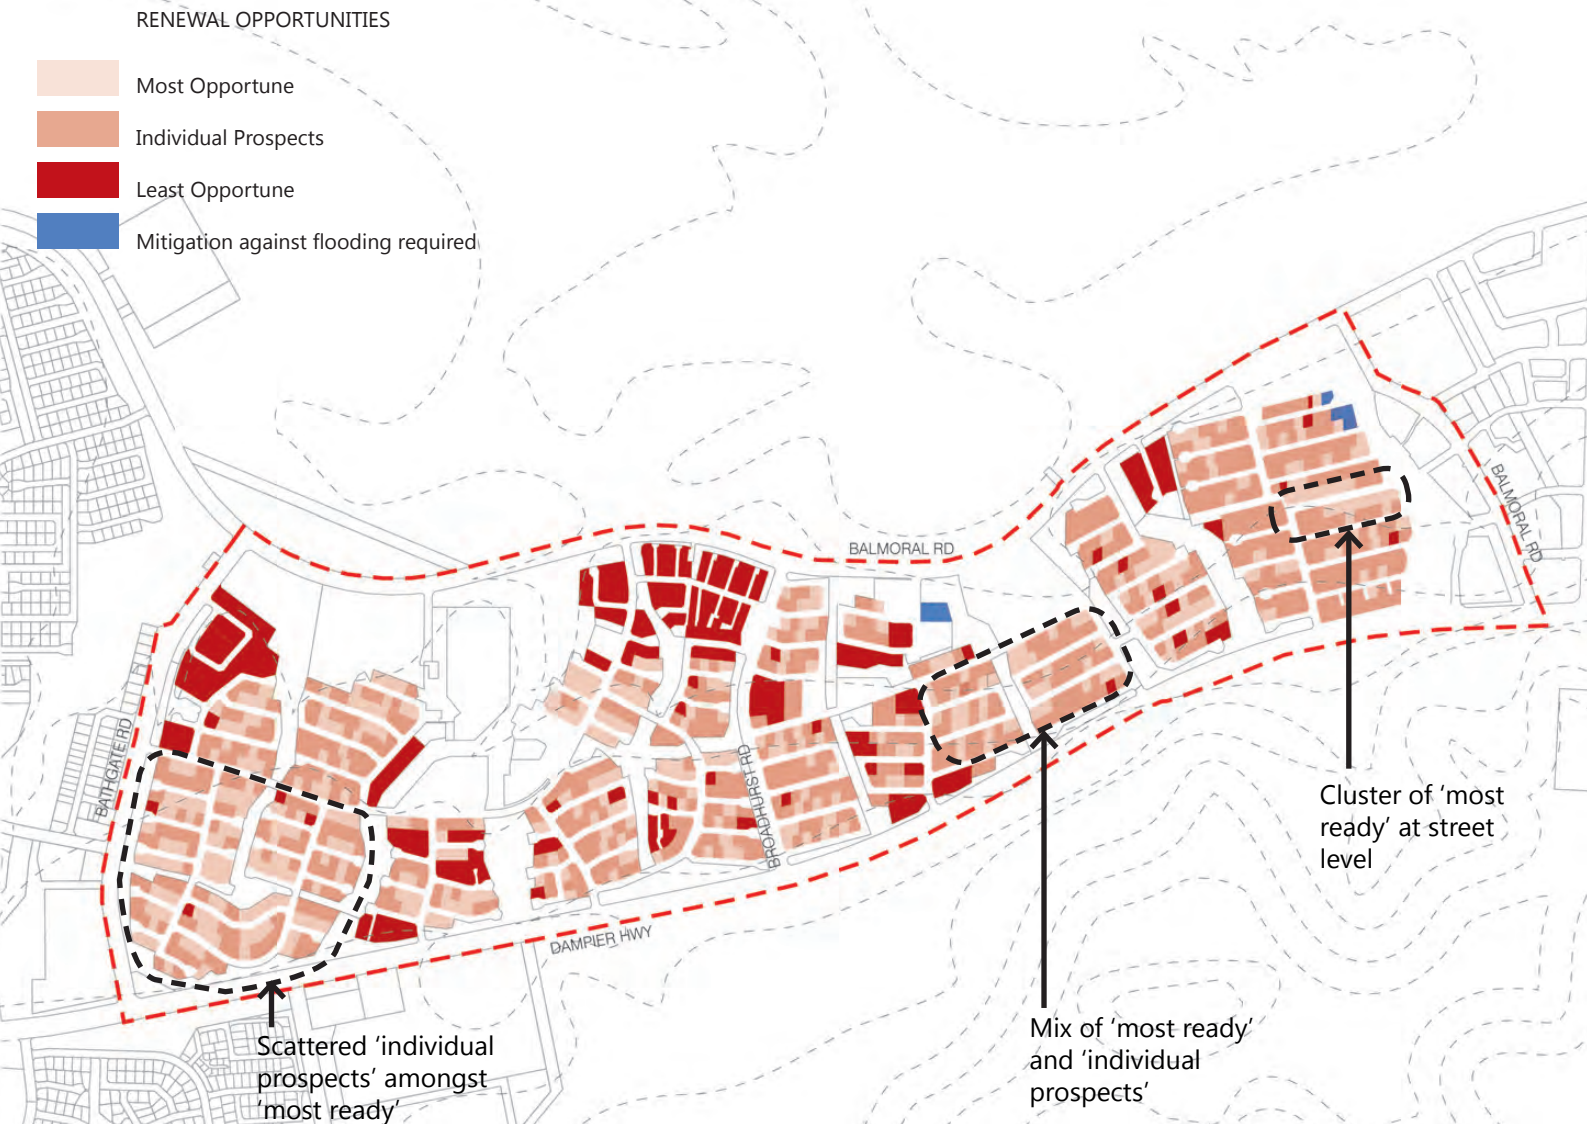 RENEWAL OPPORTUNITIES
Most Opportune
Individual Prospects
Least Opportune
Mitigation against flooding required
BALMORAL RD
BALMORAL RD
BATHGATE RD
BROADHURST RD
DAMPIER HWY
Cluster of ‘most
ready’ at street
level
Mix of ‘most ready’
and ‘individual
prospects’
Scattered ‘individual
prospects’ amongst
‘most ready’